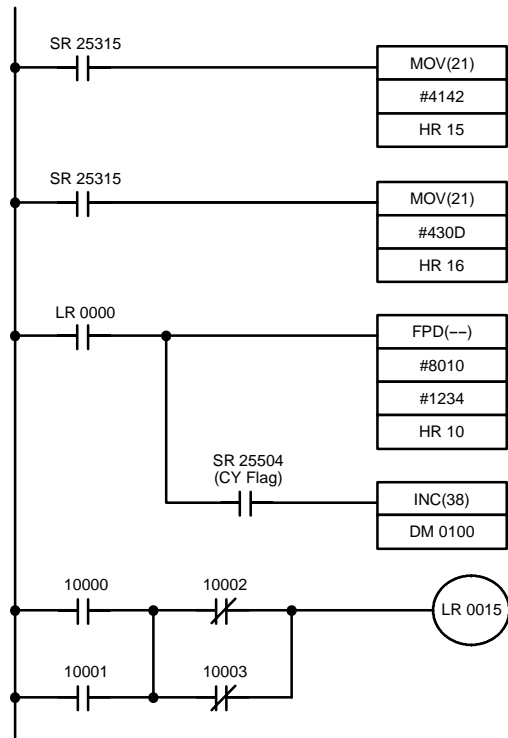 SR 25315
MOV(21)
#4142
HR 15
SR 25315
MOV(21)
#430D
HR 16
LR 0000
FPD(––)
#8010
#1234
HR 10
SR 25504
(CY Flag)
INC(38)
DM 0100
10000
10002
LR 0015
10001
10003